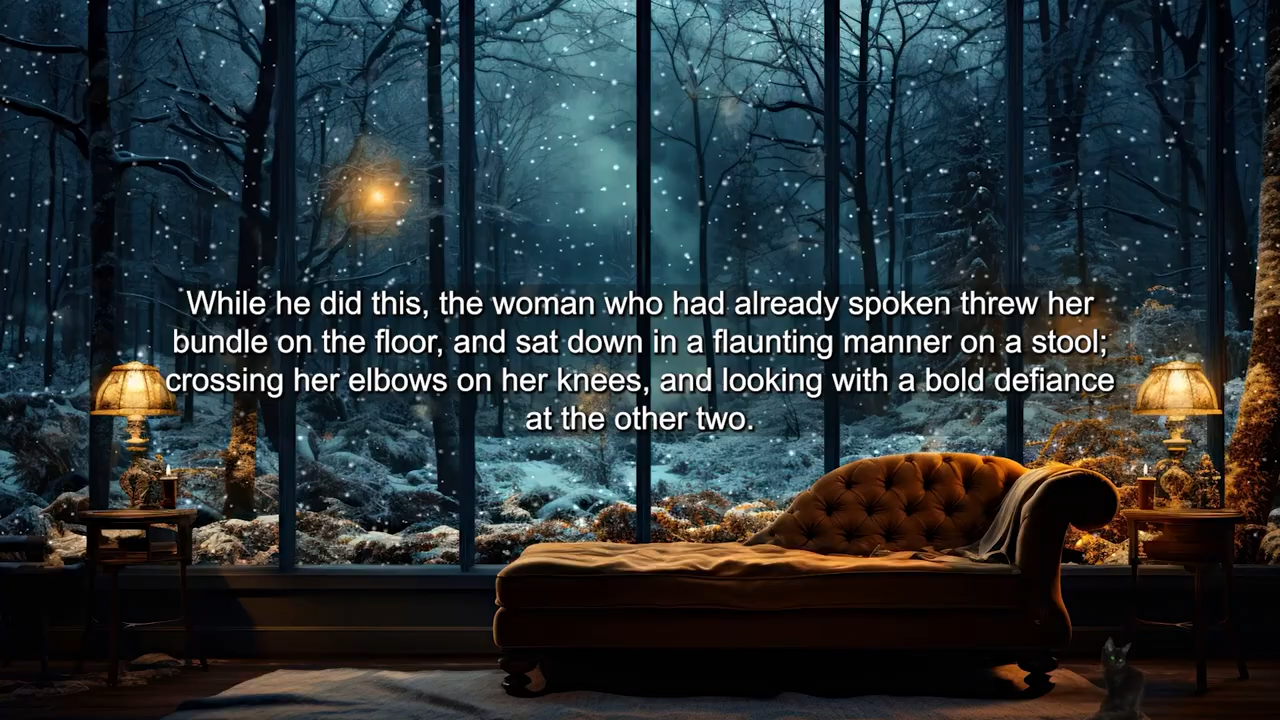 While he did this, the woman who had already spoken threw her
bundle on the floor, and sat down in a flaunting manner on a stool;
crossing her elbows on her knees, and looking with a bold defiance
at the other two.